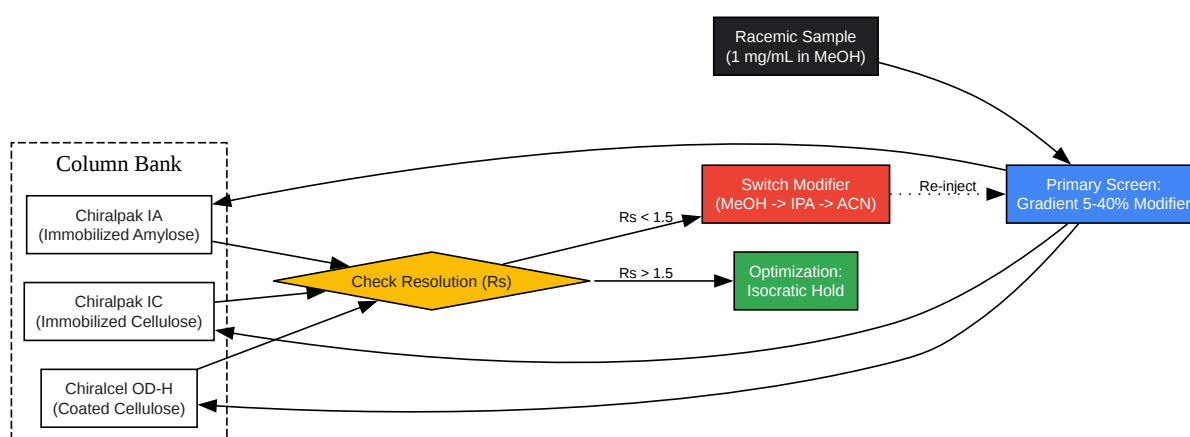 Racemic Sample
(1 mg/mL in MeOH)
Column Bank
Chiralpak IA
(Immobilized Amylose)
Chiralpak IC
(Immobilized Cellulose)
Chiralcel OD-H
(Coated Cellulose)
Check Resolution (Rs)
Rs < 1.5
Rs > 1.5
Switch Modifier
(MeOH -> IPA -> ACN)
Optimization:
Isocratic Hold
Re-inject
Primary Screen:
Gradient 5-40% Modifier